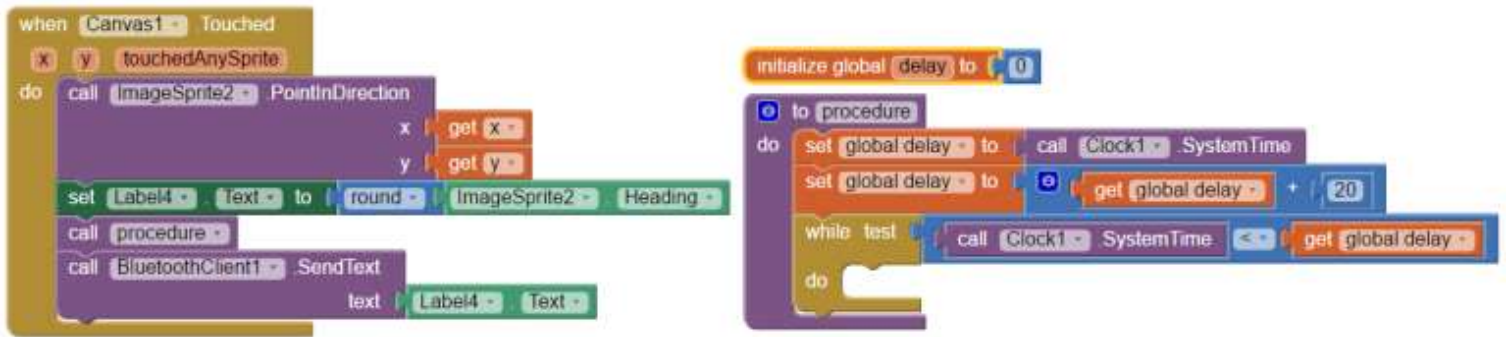 when Canvas1 .Touched
x y touchedAnySprite
do call ImageSprite2 .PointInDirection
x get x
y get y
set Label4 . Text to round ImageSprite2 . Heading
call procedure
call BluetoothClient1 .SendText
text Label4 . Text
initialize global delay to 0
to procedure
do set global delay to call Clock1 .SystemTime
set global delay to get global delay + 20
while test call Clock1 .SystemTime < get global delay
do